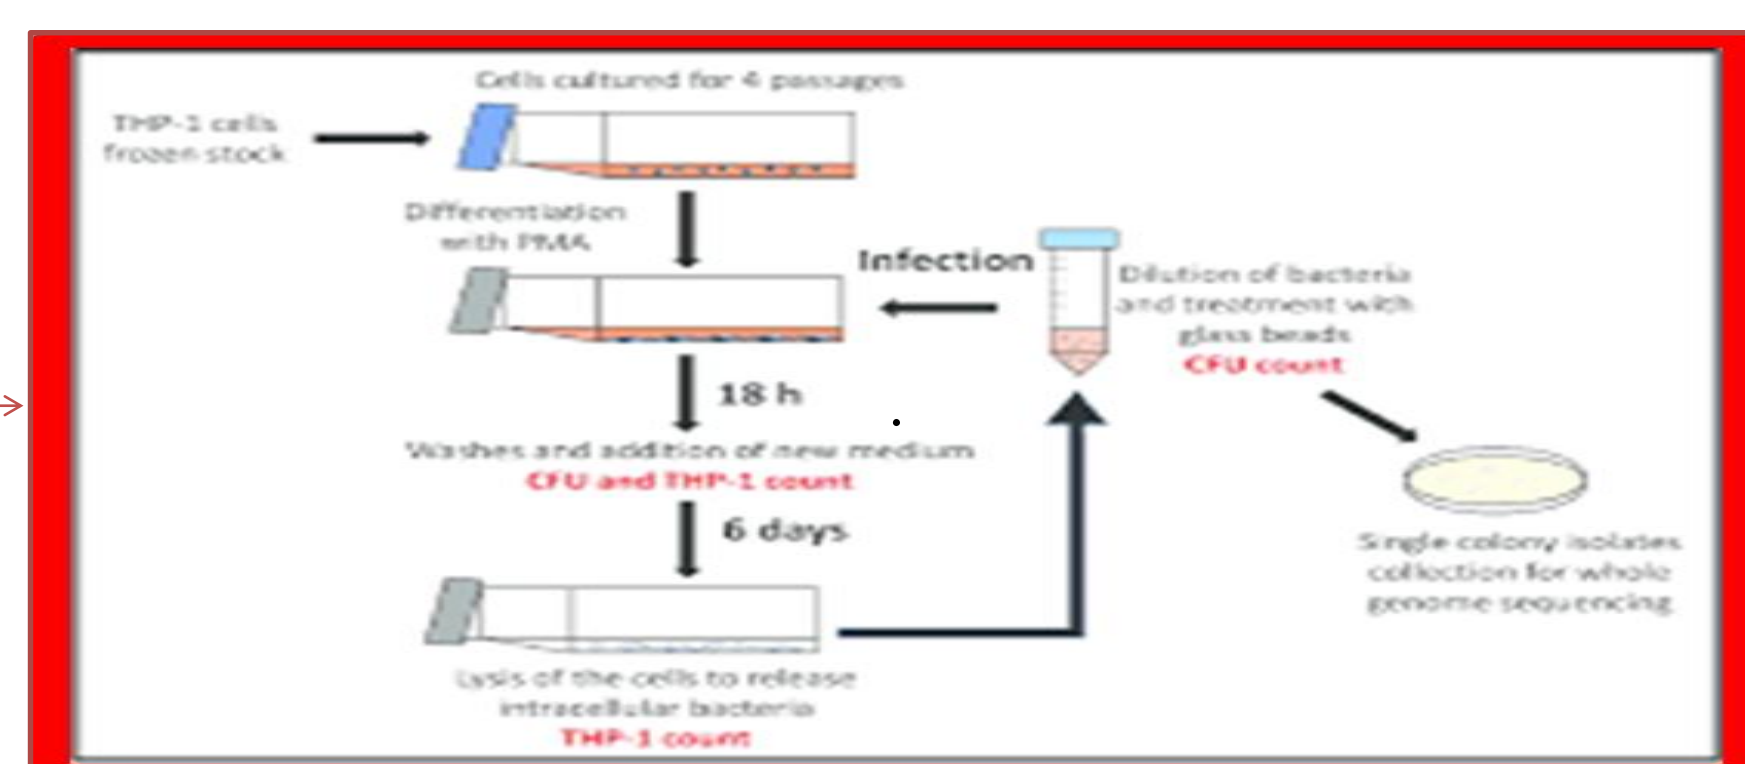 Cells cultured for 4 passages
THP-1 cells
frozen stock
Differentiation
with PMA
Infection
Dilution of bacteria
and treatment with
glass beads
CFU count
18 h
Washes and addition of new medium
CFU and THP-1 count
6 days
Single colony isolates
collection for whole
genome sequencing
Lysis of the cells to release
intracellular bacteria
THP-1 count